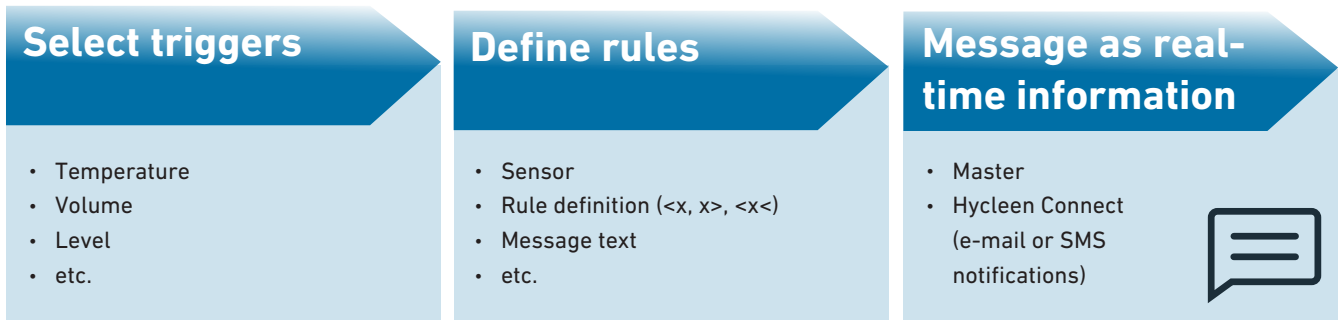 Select triggers
• Temperature
• Volume
• Level
• etc.
Define rules
• Sensor
• Rule definition (<x, x>, <x<)
• Message text
• etc.
Message as real-
time information
• Master
• Hycleen Connect
(e-mail or SMS
notifications)